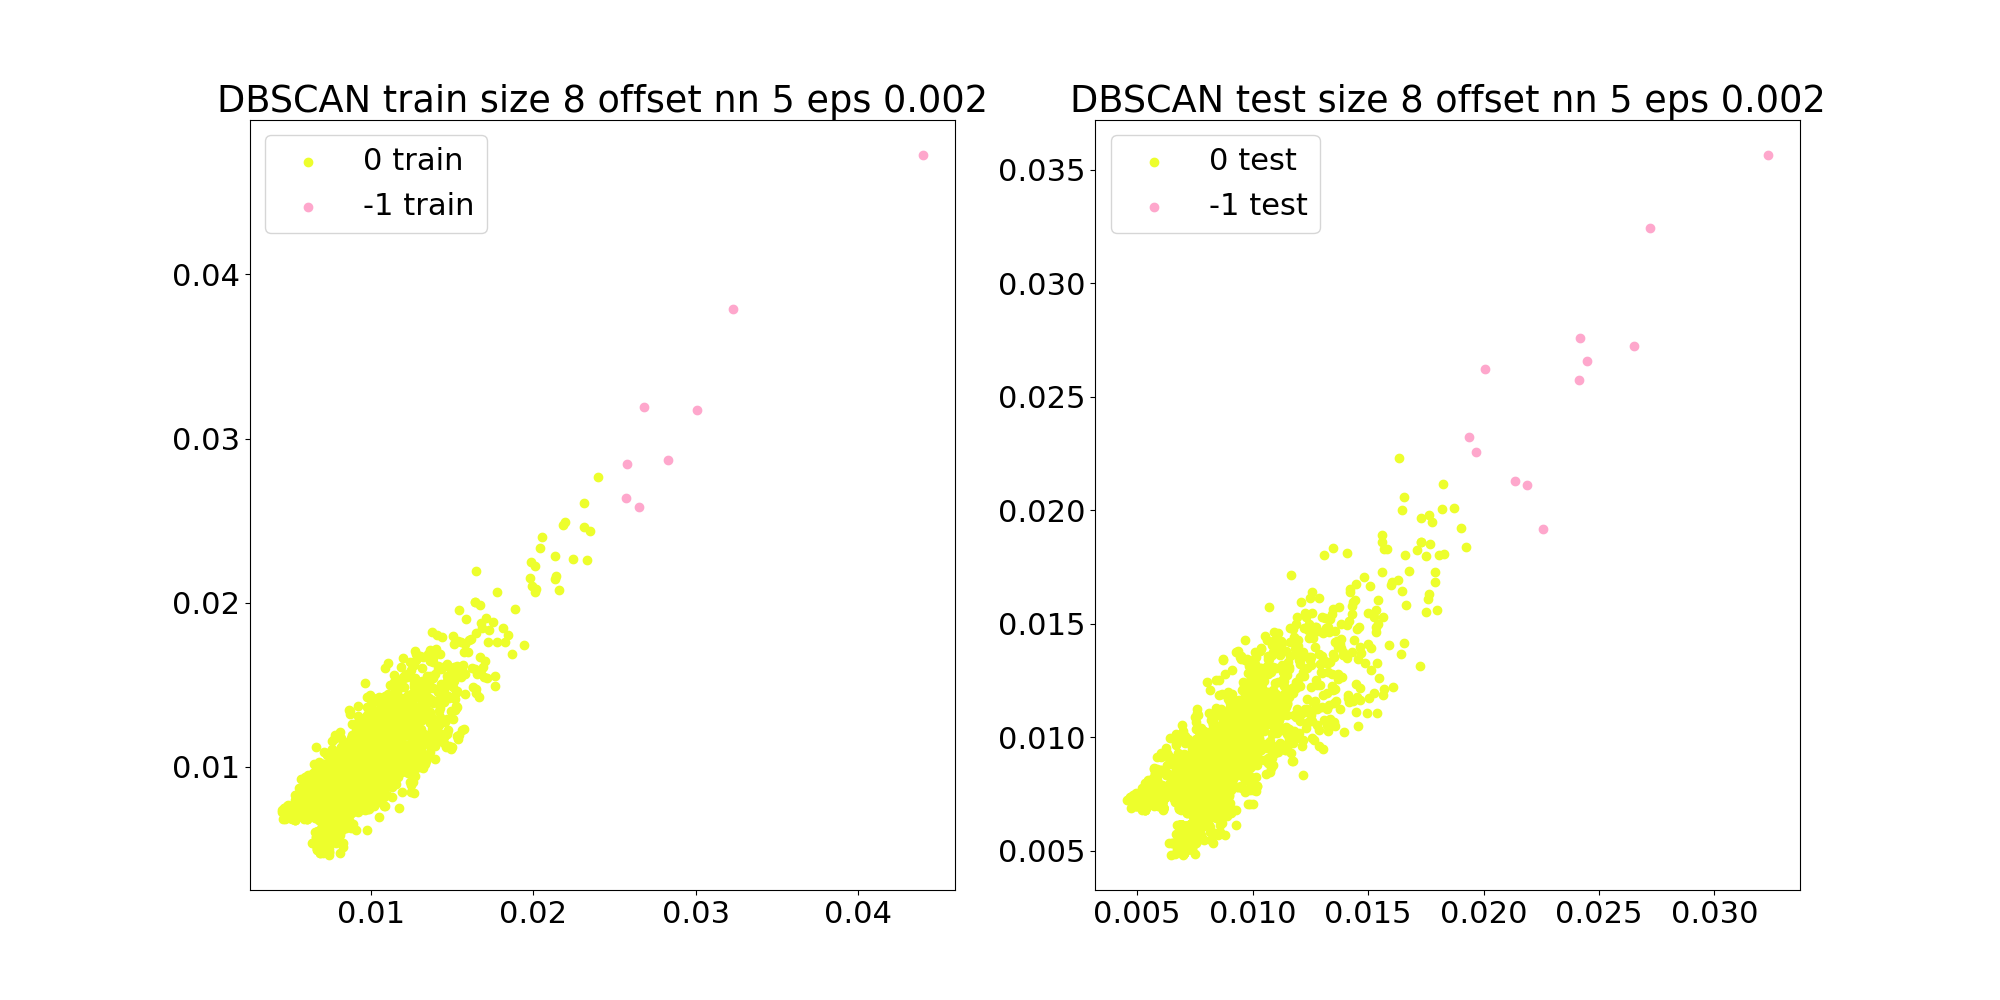 DBSCAN train size 8 offset nn 5 eps 0.002
0 train
-1 train
0.04
0.03
0.02
0.01
0.01 0.02 0.03 0.04
DBSCAN test size 8 offset nn 5 eps 0.002
0 test
-1 test
0.035
0.030
0.025
0.020
0.015
0.010
0.005
0.005 0.010 0.015 0.020 0.025 0.030